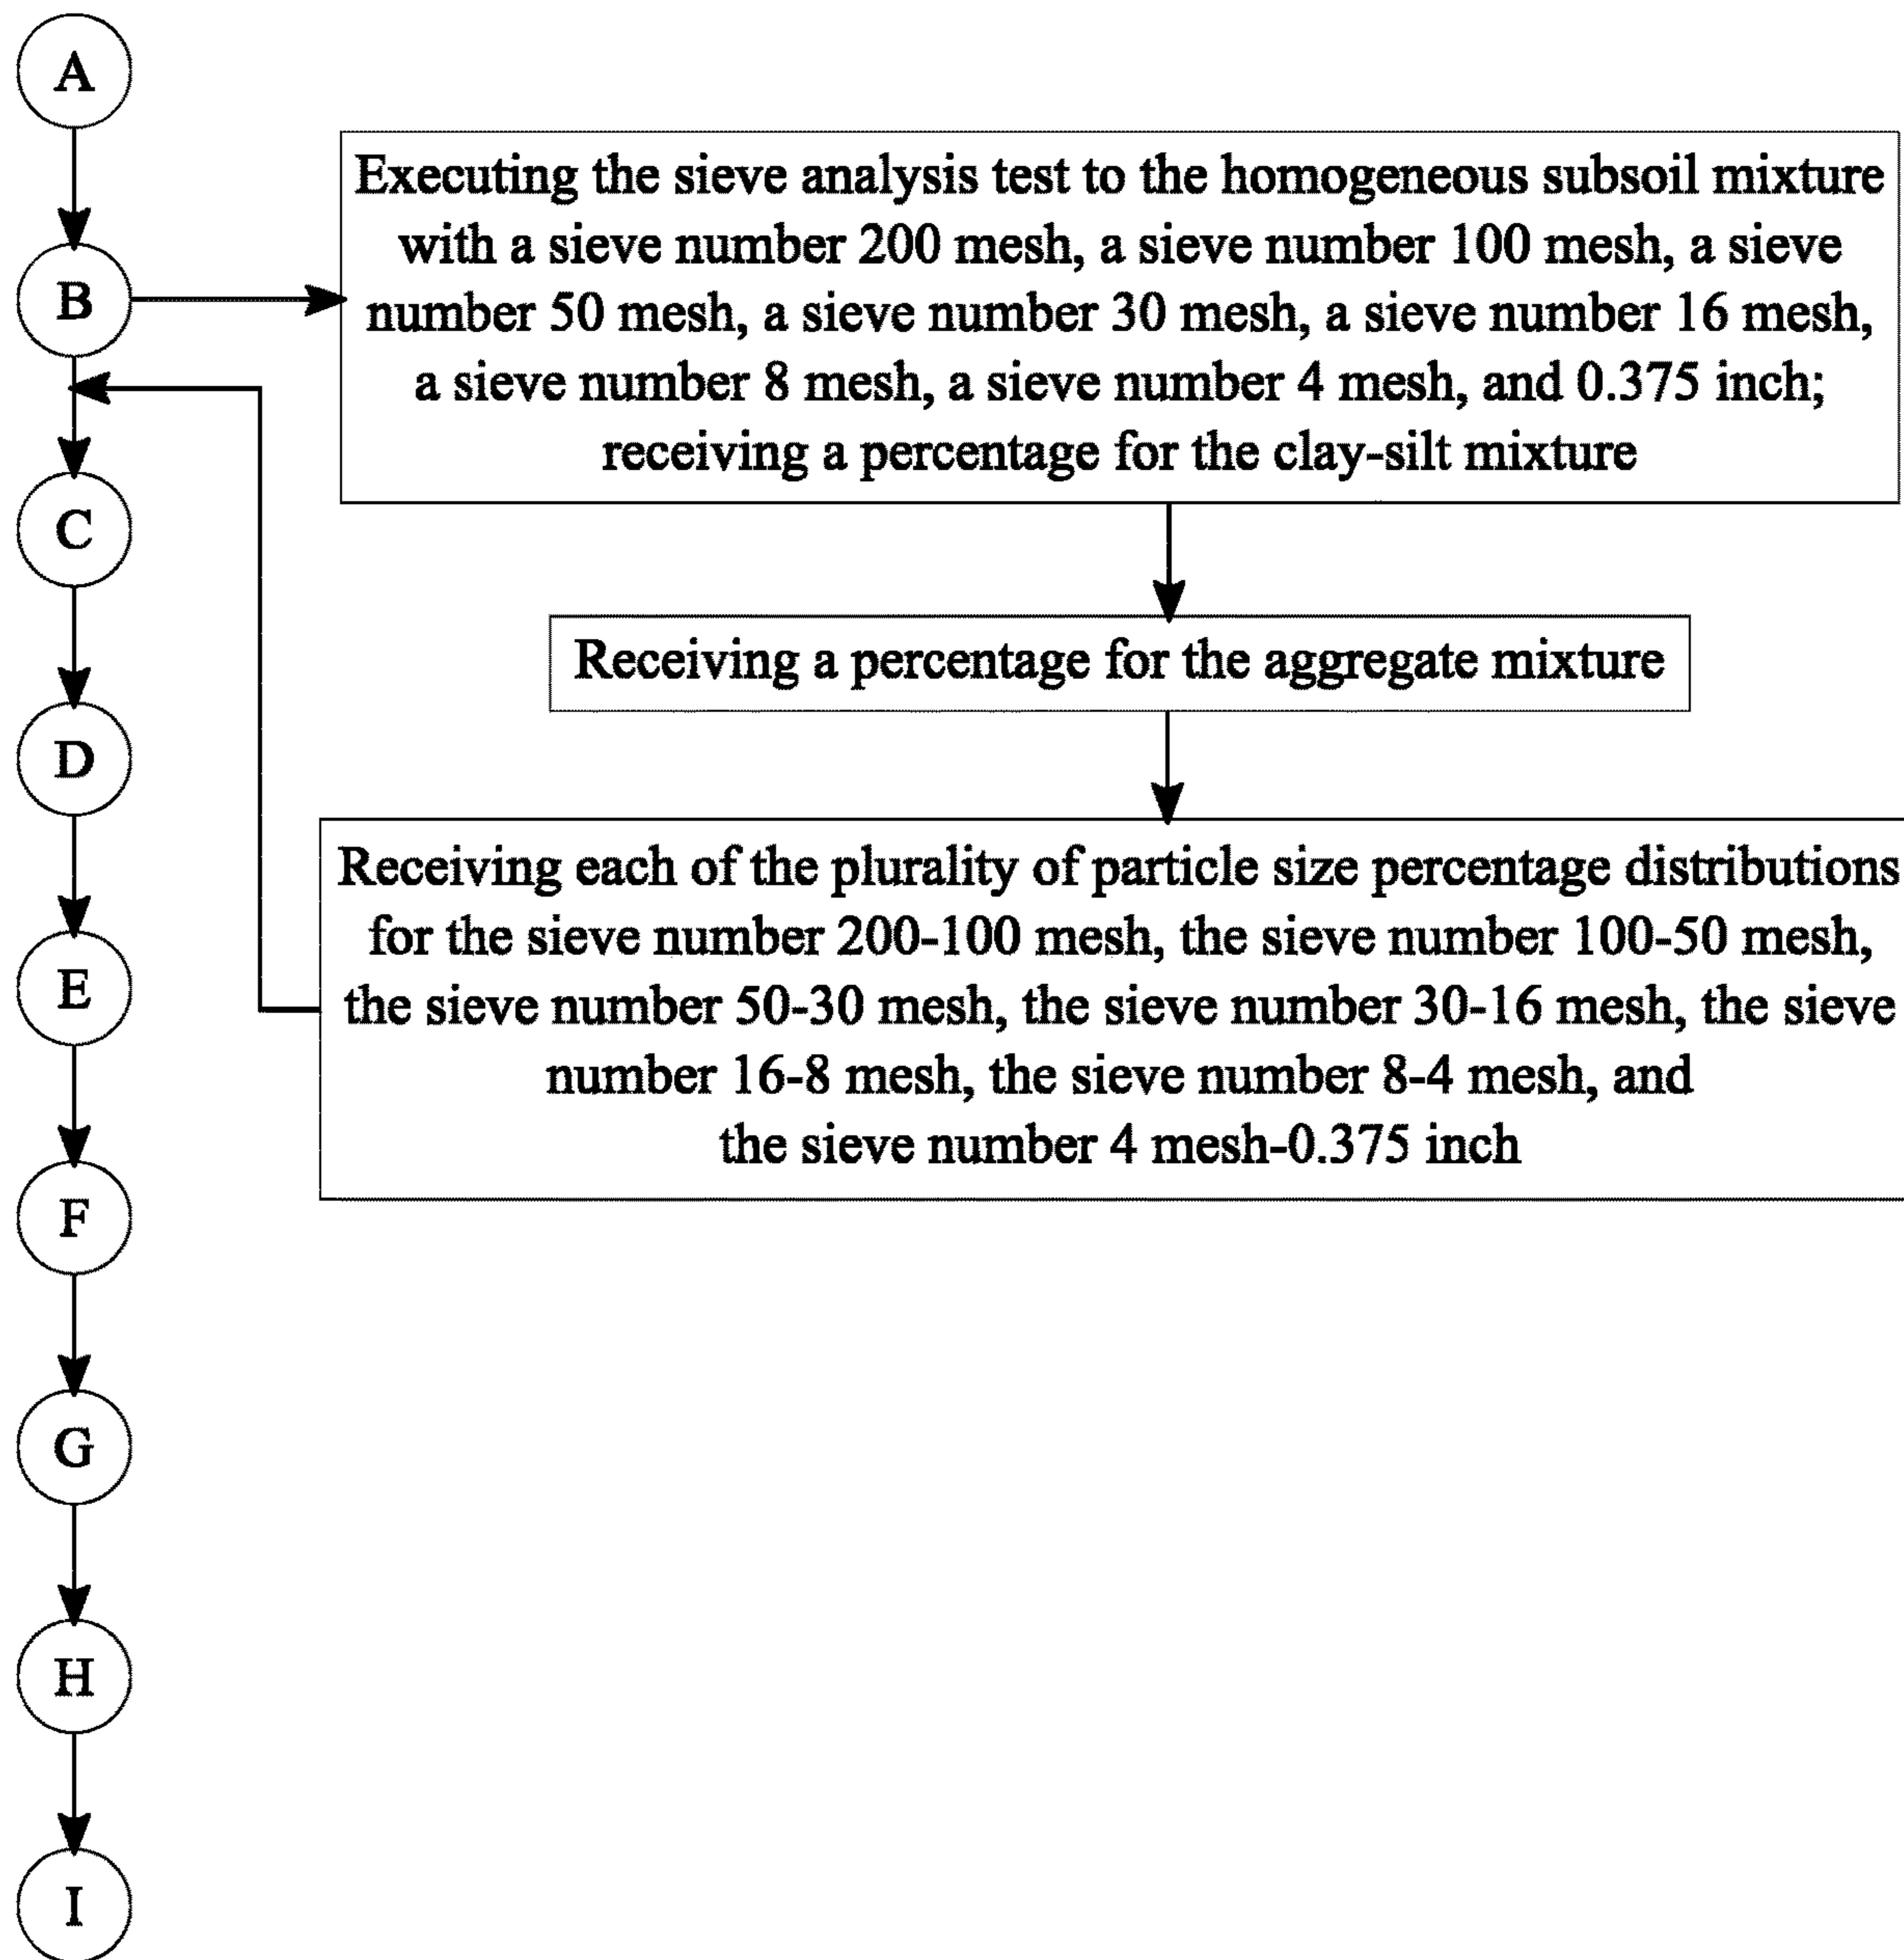 A
B
Executing the sieve analysis test to the homogeneous subsoil mixture
with a sieve number 200 mesh, a sieve number 100 mesh, a sieve
number 50 mesh, a sieve number 30 mesh, a sieve number 16 mesh,
a sieve number 8 mesh, a sieve number 4 mesh, and 0.375 inch;
receiving a percentage for the clay-silt mixture
Receiving a percentage for the aggregate mixture
Receiving each of the plurality of particle size percentage distributions
for the sieve number 200-100 mesh, the sieve number 100-50 mesh,
the sieve number 50-30 mesh, the sieve number 30-16 mesh, the sieve
number 16-8 mesh, the sieve number 8-4 mesh, and
the sieve number 4 mesh-0.375 inch
C
D
E
F
G
H
I